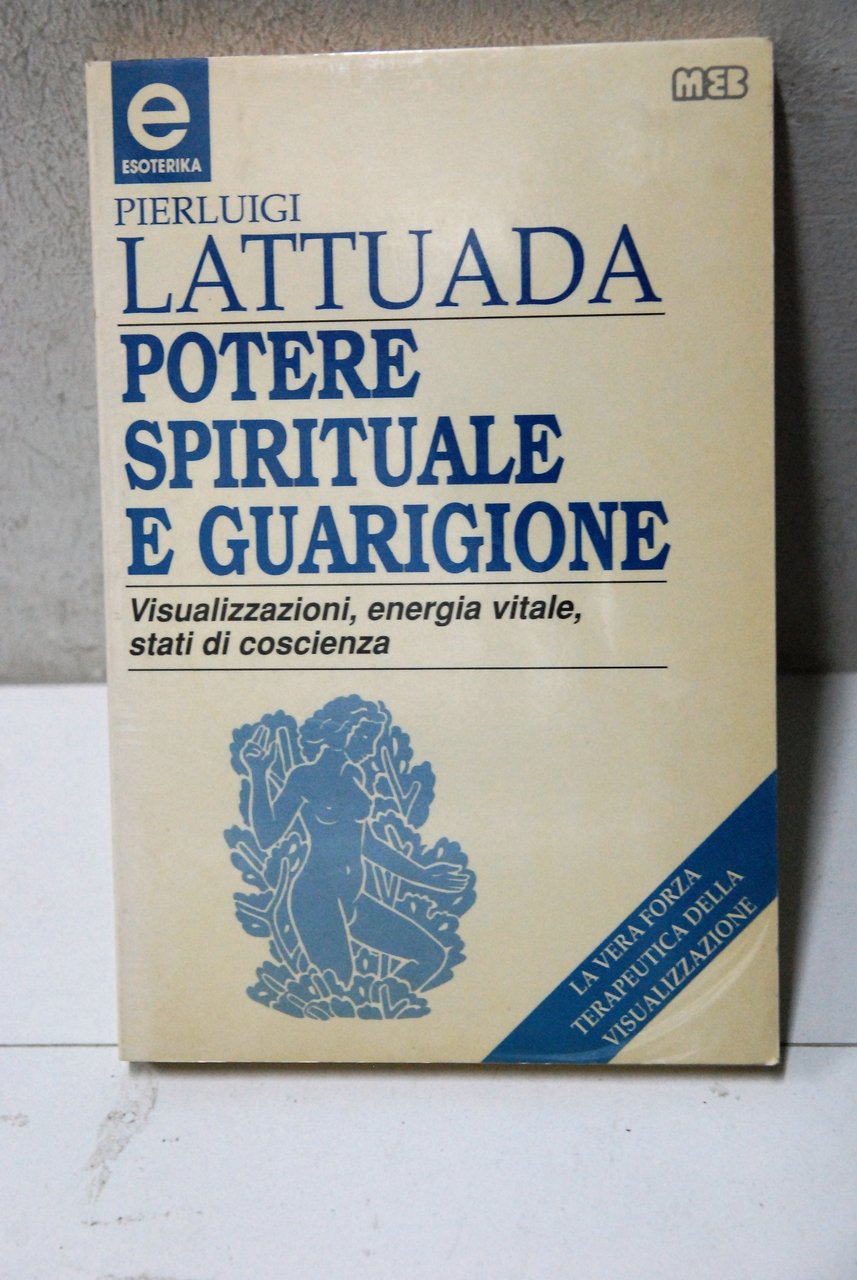 e
ESOTERIKA
MEB
PIERLUIGI
LATTUADA
POTERE
SPIRITUALE
E GUARIGIONE
Visualizzazioni, energia vitale,
stati di coscienza
LA VERA FORZA
TERAPEUTICA DELLA
VISUALIZZAZIONE